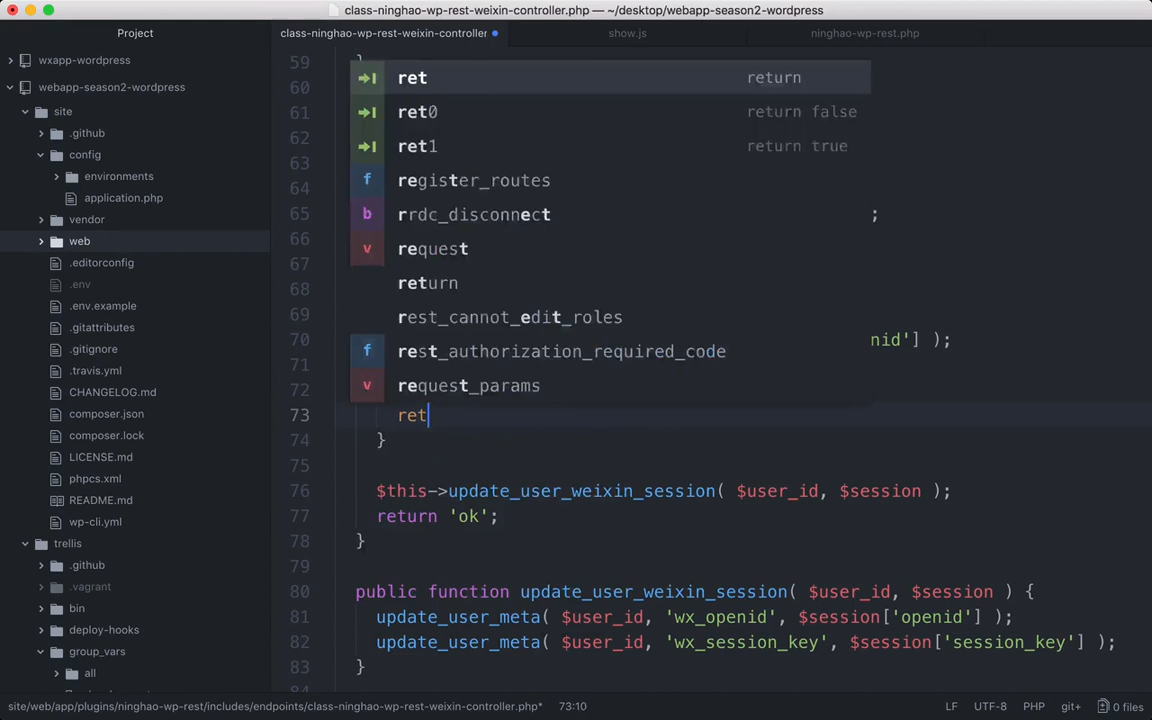 class-ninghao-wp-rest-weixin-controller.php — ~/desktop/webapp-season2-wordpress
Project
class-ninghao-wp-rest-weixin-controller
show.js
ninghao-wp-rest.php
wxapp-wordpress
webapp-season2-wordpress
site
.github
config
environments
application.php
vendor
web
.editorconfig
.env
.env.example
.gitattributes
.gitignore
.travis.yml
CHANGELOG.md
composer.json
composer.lock
LICENSE.md
phpcs.xml
README.md
wp-cli.yml
trellis
.github
.vagrant
bin
deploy-hooks
group_vars
all
59 }
60
61
62
63
64
65 ;
66
67
68
69
70 nid'] );
71
72
73 ret
74 }
75
76 $this->update_user_weixin_session( $user_id, $session );
77 return 'ok';
78 }
79
80 public function update_user_weixin_session( $user_id, $session ) {
81 update_user_meta( $user_id, 'wx_openid', $session['openid'] );
82 update_user_meta( $user_id, 'wx_session_key', $session['session_key'] );
83 }
84
ret return
ret0 return false
ret1 return true
f register_routes
b rrdc_disconnect
v request
return
rest_cannot_edit_roles
f rest_authorization_required_code
v request_params
site/web/app/plugins/ninghao-wp-rest/includes/endpoints/class-ninghao-wp-rest-weixin-controller.php* 73:10
LF UTF-8 PHP git+ 0 files